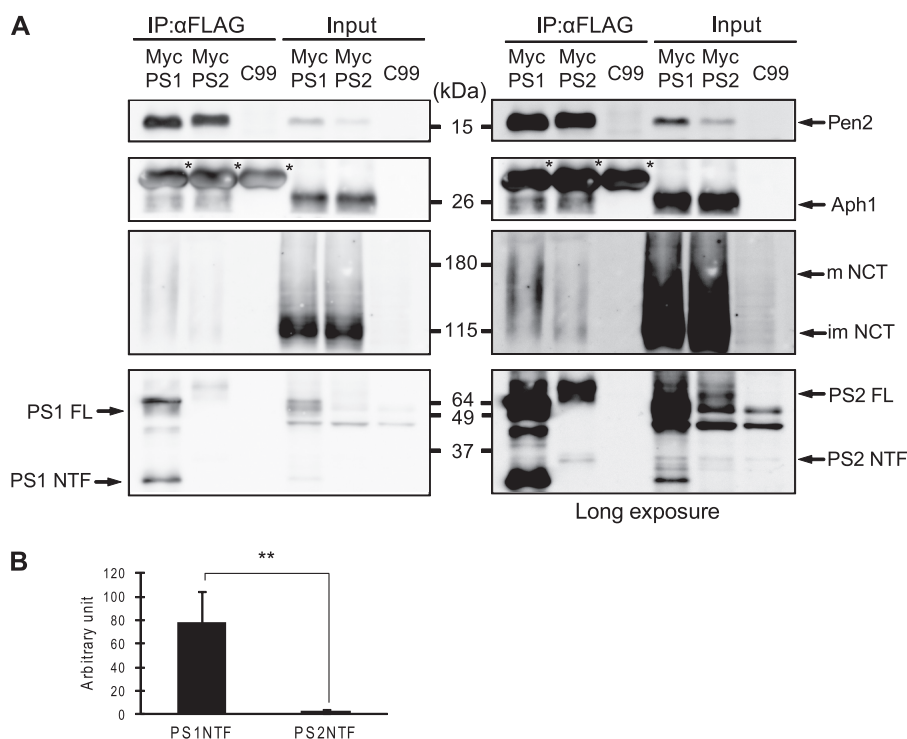 A
IP:αFLAG Input IP:αFLAG Input
Myc PS1 Myc PS2 C99 Myc PS1 Myc PS2 C99 Myc PS1 Myc PS2 C99 Myc PS1 Myc PS2 C99
(kDa)
15 Pen2
* * * * * *
26 Aph1
180 m NCT
115 im NCT
PS1 FL 64 PS2 FL
49
37 PS2 NTF
PS1 NTF
Long exposure
B
**
Arbitrary unit
120
100
80
60
40
20
0
PS1NTF PS2NTF